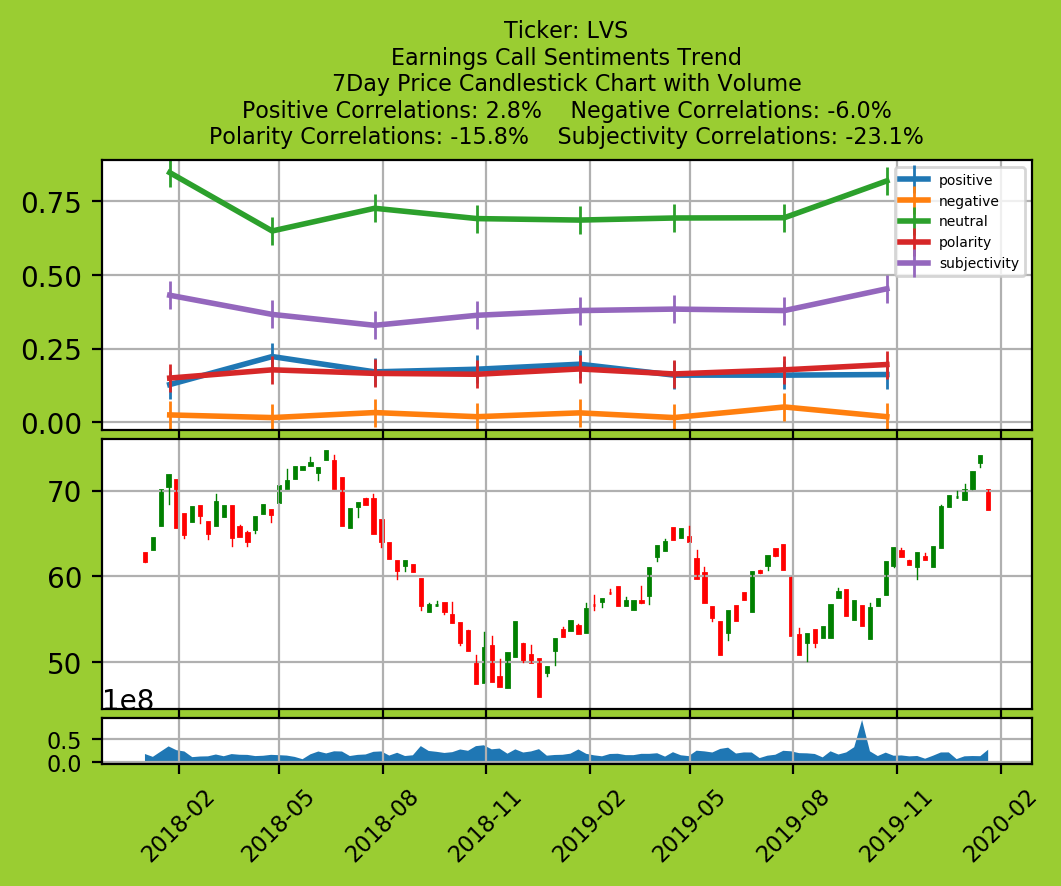 Ticker: LVS
Earnings Call Sentiments Trend
7Day Price Candlestick Chart with Volume
Positive Correlations: 2.8%    Negative Correlations: -6.0%
Polarity Correlations: -15.8%    Subjectivity Correlations: -23.1%
0.75
0.50
0.25
0.00
positive
negative
neutral
polarity
subjectivity
70
60
50
1e8
0.5
0.0
2018-02
2018-05
2018-08
2018-11
2019-02
2019-05
2019-08
2019-11
2020-02